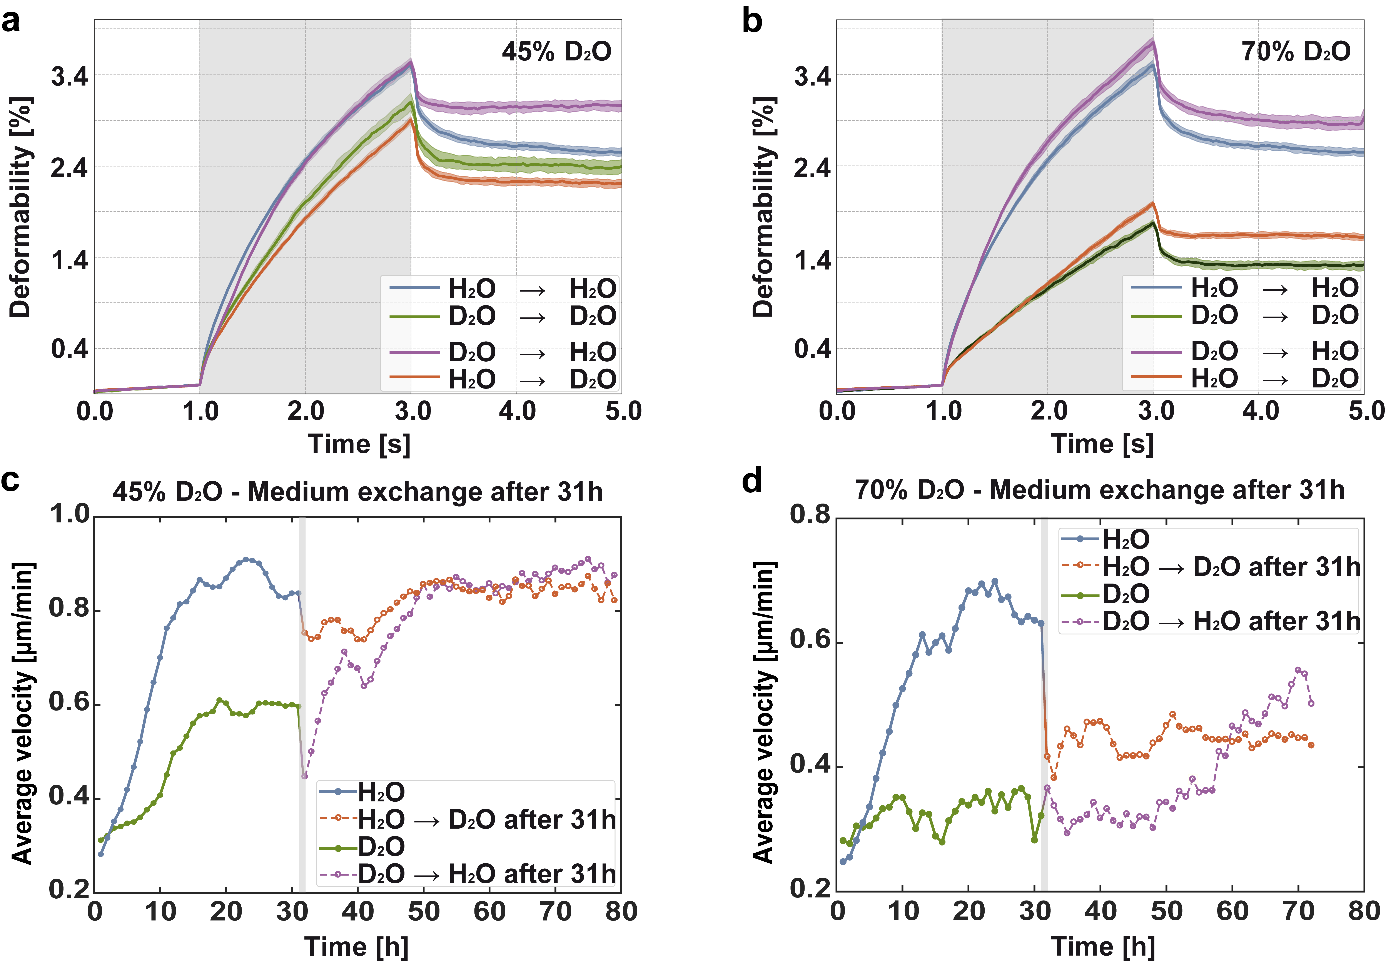 a
45% D₂O
Deformability [%]
3.4
2.4
1.4
0.4
H₂O → H₂O
D₂O → D₂O
D₂O → H₂O
H₂O → D₂O
0.0 1.0 2.0 3.0 4.0 5.0
Time [s]
b
70% D₂O
Deformability [%]
3.4
2.4
1.4
0.4
H₂O → H₂O
D₂O → D₂O
D₂O → H₂O
H₂O → D₂O
0.0 1.0 2.0 3.0 4.0 5.0
Time [s]
c
45% D₂O - Medium exchange after 31h
Average velocity [µm/min]
1.0
0.8
0.6
0.4
0.2
H₂O
H₂O → D₂O after 31h
D₂O
D₂O → H₂O after 31h
0 10 20 30 40 50 60 70 80
Time [h]
d
70% D₂O - Medium exchange after 31h
Average velocity [µm/min]
0.8
0.6
0.4
0.2
H₂O
H₂O → D₂O after 31h
D₂O
D₂O → H₂O after 31h
0 10 20 30 40 50 60 70 80
Time [h]